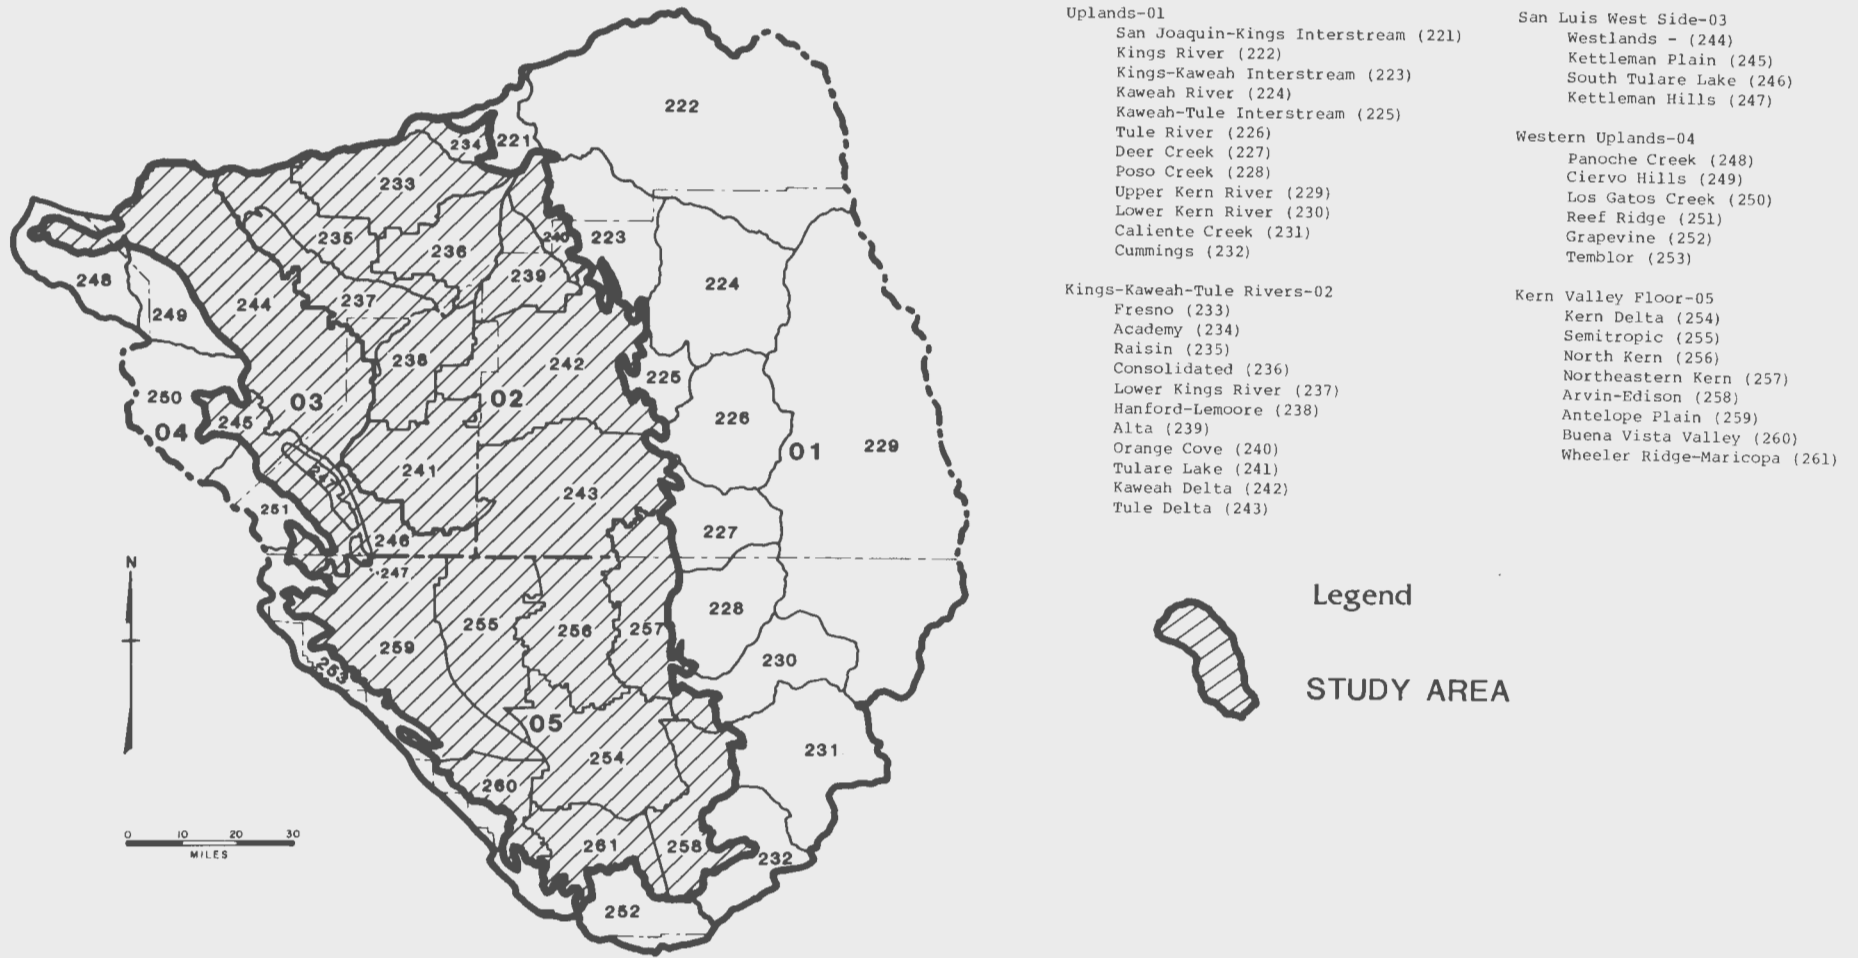 222
234
221
233
235
236
240
223
239
248
244
237
224
249
238
242
225
250
03
02
245
226
04
01
229
241
247
243
251
227
246
247
N
228
255
256
257
259
230
253
05
231
254
260
0 10 20 30
MILES
261
258
232
252
Uplands-01
San Joaquin-Kings Interstream (221)
Kings River (222)
Kings-Kaweah Interstream (223)
Kaweah River (224)
Kaweah-Tule Interstream (225)
Tule River (226)
Deer Creek (227)
Poso Creek (228)
Upper Kern River (229)
Lower Kern River (230)
Caliente Creek (231)
Cummings (232)
Kings-Kaweah-Tule Rivers-02
Fresno (233)
Academy (234)
Raisin (235)
Consolidated (236)
Lower Kings River (237)
Hanford-Lemoore (238)
Alta (239)
Orange Cove (240)
Tulare Lake (241)
Kaweah Delta (242)
Tule Delta (243)
San Luis West Side-03
Westlands - (244)
Kettleman Plain (245)
South Tulare Lake (246)
Kettleman Hills (247)
Western Uplands-04
Panoche Creek (248)
Ciervo Hills (249)
Los Gatos Creek (250)
Reef Ridge (251)
Grapevine (252)
Temblor (253)
Kern Valley Floor-05
Kern Delta (254)
Semitropic (255)
North Kern (256)
Northeastern Kern (257)
Arvin-Edison (258)
Antelope Plain (259)
Buena Vista Valley (260)
Wheeler Ridge-Maricopa (261)
Legend
STUDY AREA